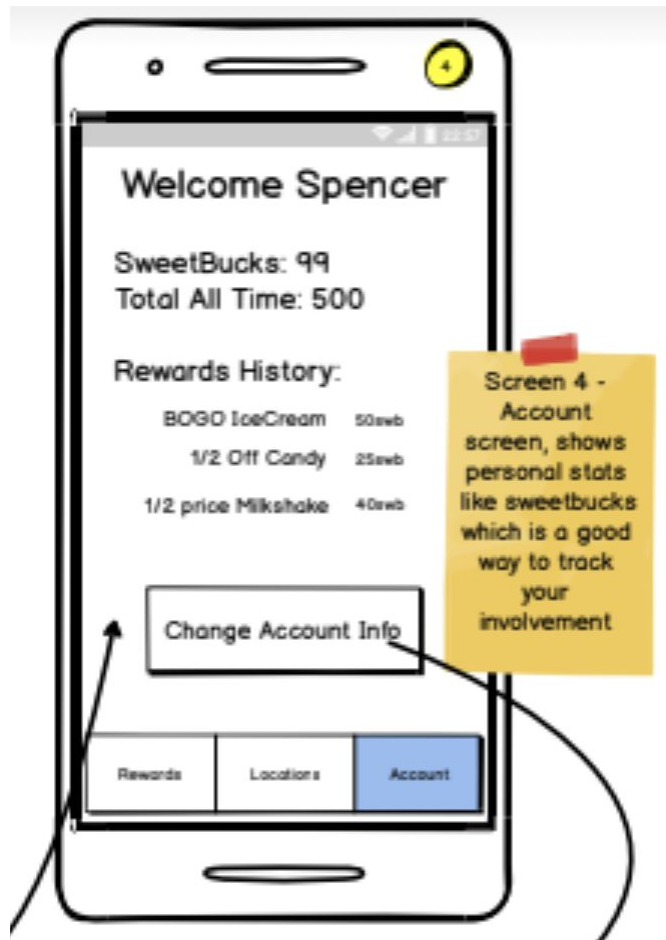 4
22:57
Welcome Spencer
SweetBucks: 99
Total All Time: 500
Rewards History:
BOGO IceCream 50swb
1/2 Off Candy 25swb
1/2 price Milkshake 40swb
Change Account Info
Rewards Locations Account
Screen 4 -
Account
screen, shows
personal stats
like sweetbucks
which is a good
way to track
your
involvement